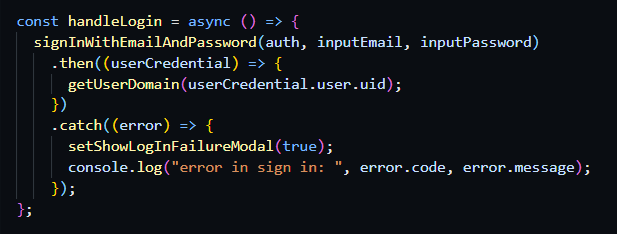 const handleLogin = async () => {
  signInWithEmailAndPassword(auth, inputEmail, inputPassword)
    .then((userCredential) => {
      getUserDomain(userCredential.user.uid);
    })
    .catch((error) => {
      setShowLogInFailureModal(true);
      console.log("error in sign in: ", error.code, error.message);
    });
};